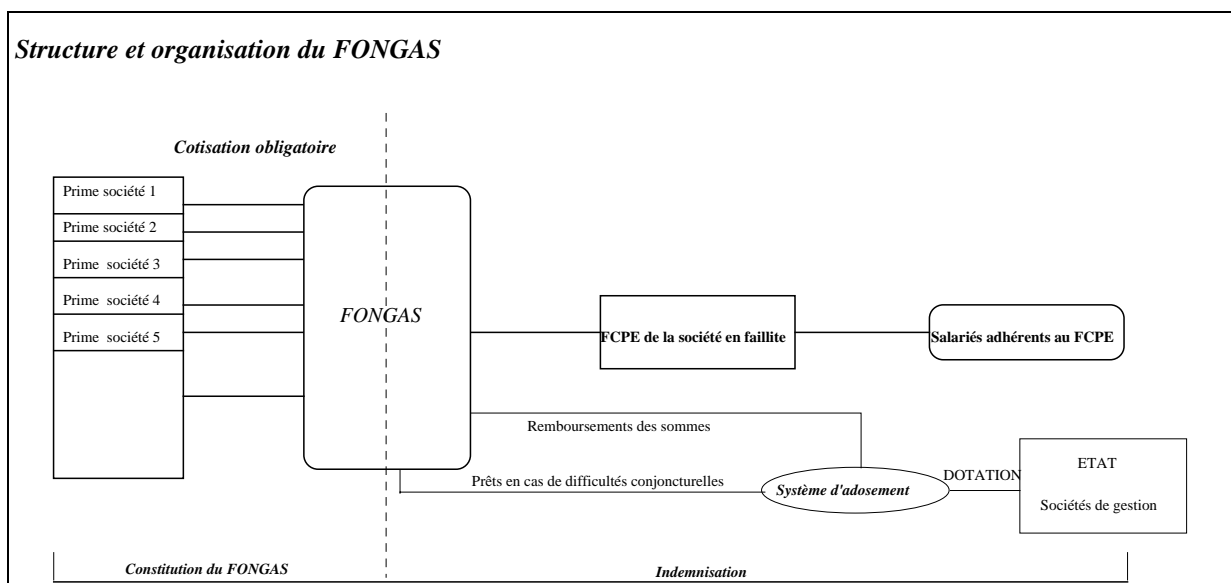 Structure et organisation du FONGAS
Cotisation obligatoire
Prime société 1
Prime société 2
Prime société 3
Prime société 4
Prime société 5
FONGAS
FCPE de la société en faillite
Salariés adhérents au FCPE
Remboursements des sommes
Prêts en cas de difficultés conjoncturelles
Système d'adosement
DOTATION
ETAT
Sociétés de gestion
Constitution du FONGAS
Indemnisation